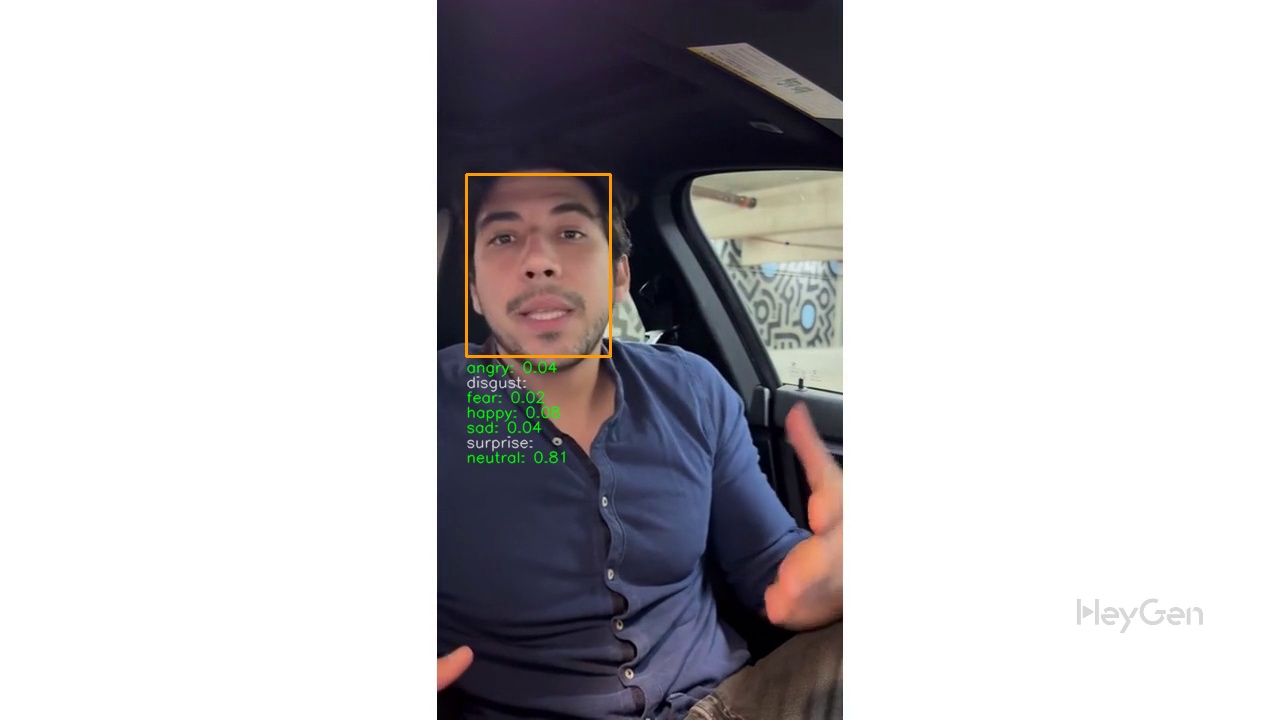 angry: 0.04
disgust:
fear: 0.02
happy: 0.08
sad: 0.04
surprise:
neutral: 0.81
HeyGen